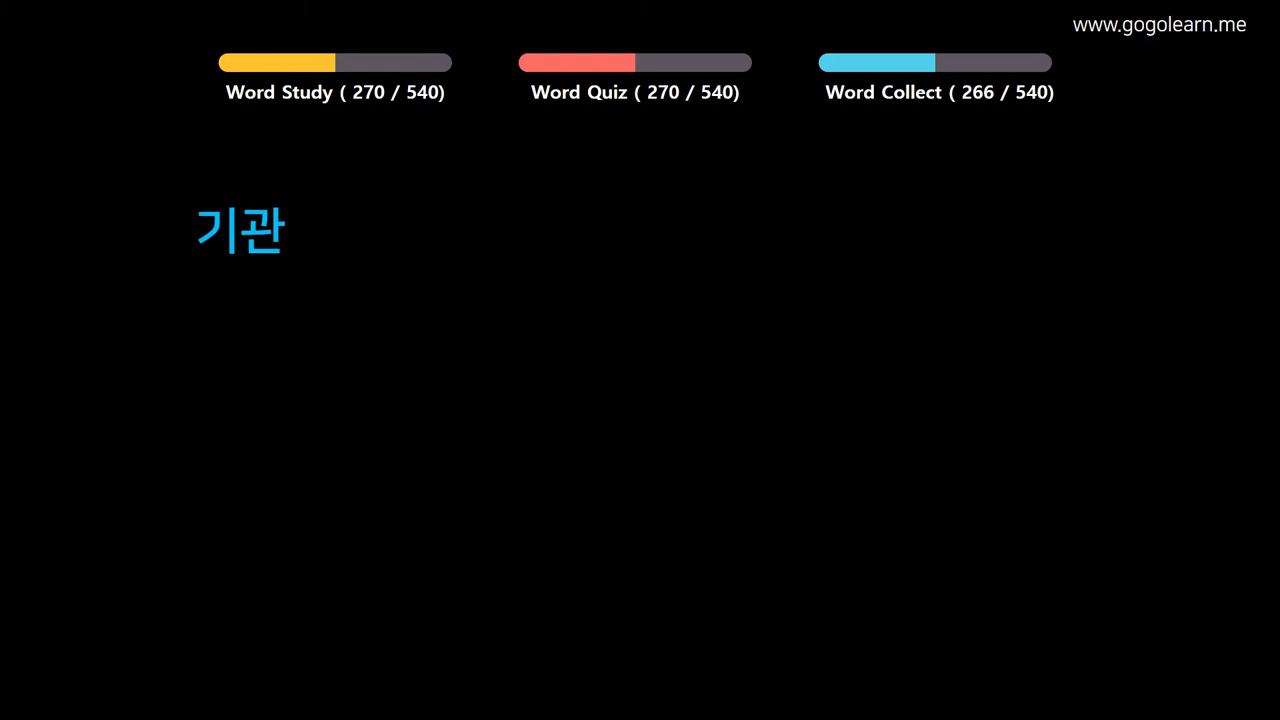 www.gogolearn.me
Word Study ( 270 / 540)
Word Quiz ( 270 / 540)
Word Collect ( 266 / 540)
기관